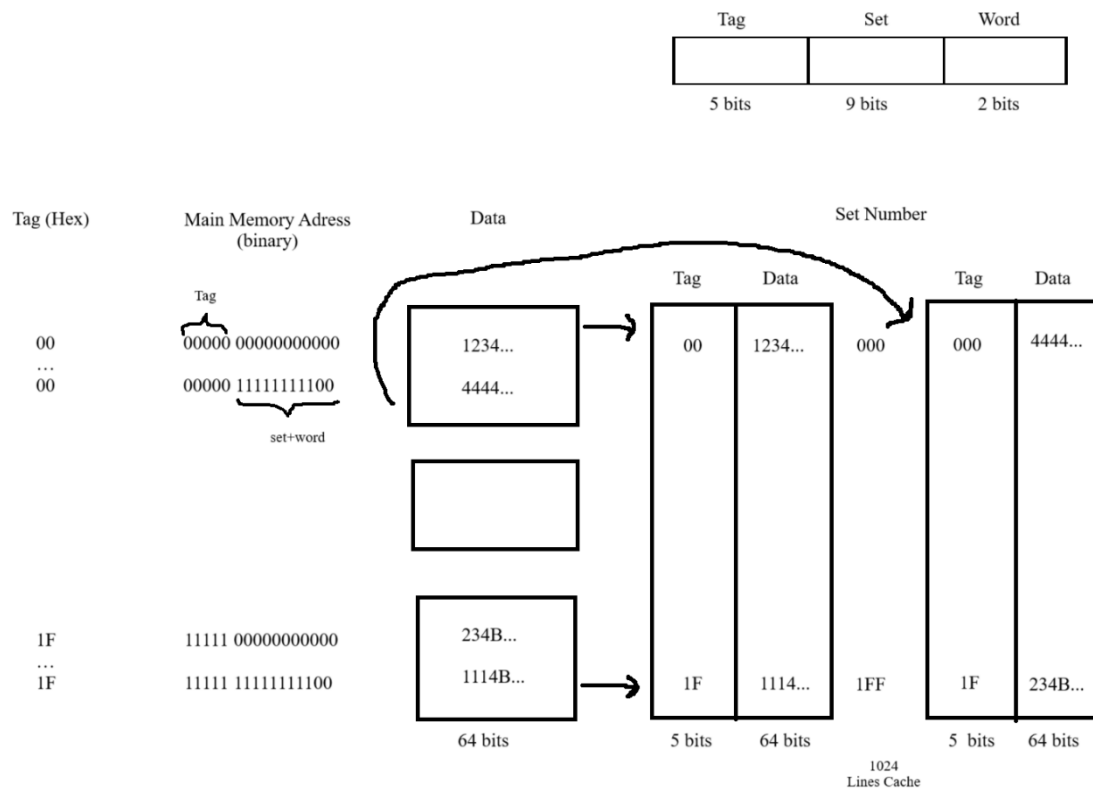 Tag Set Word
5 bits 9 bits 2 bits
Tag (Hex) Main Memory Adress Data Set Number
(binary)
Tag Data Tag Data
Tag
00 00000 00000000000 1234... 00 1234... 000 000 4444...
...
00 00000 11111111100 4444...
set+word
1F 11111 00000000000 234B...
...
1F 11111 11111111100 1114B... 1F 1114... 1FF 1F 234B...
64 bits 5 bits 64 bits 5 bits 64 bits
1024
Lines Cache